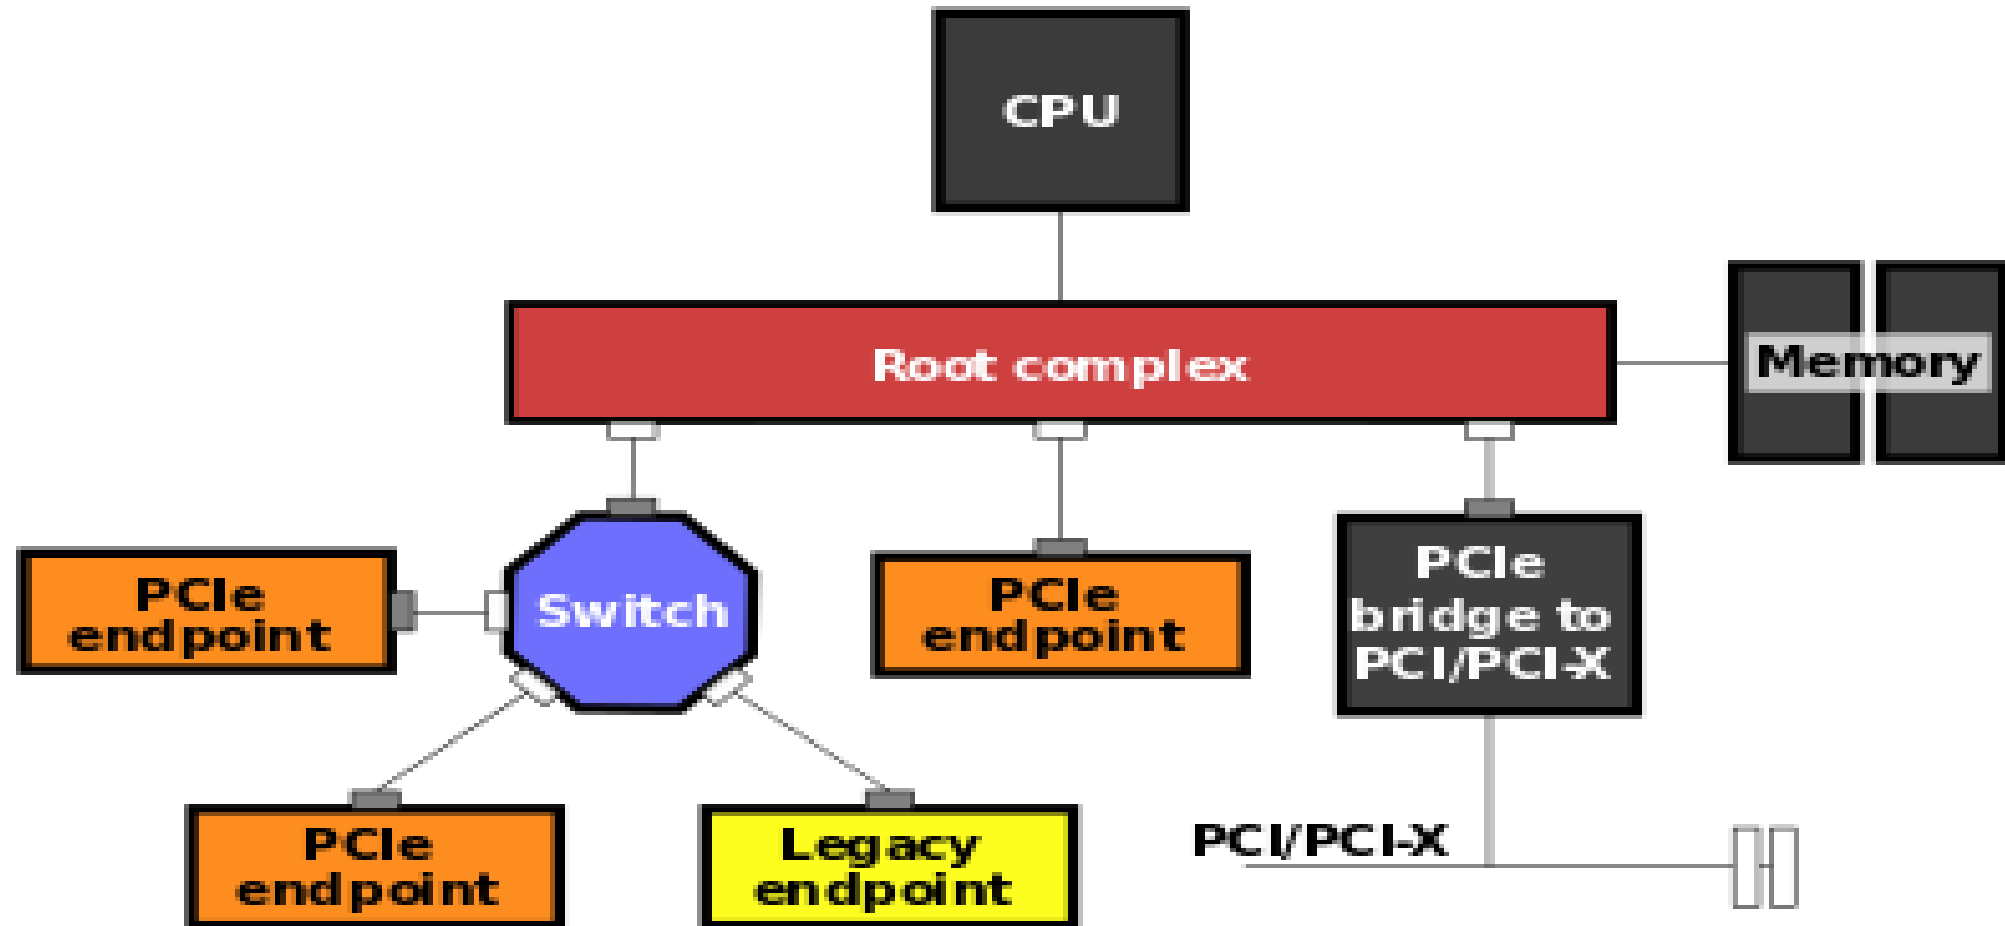 CPU
Root complex
Memory
PCIe
endpoint
Switch
PCIe
endpoint
PCIe
bridge to
PCI/PCI-X
PCIe
endpoint
Legacy
endpoint
PCI/PCI-X